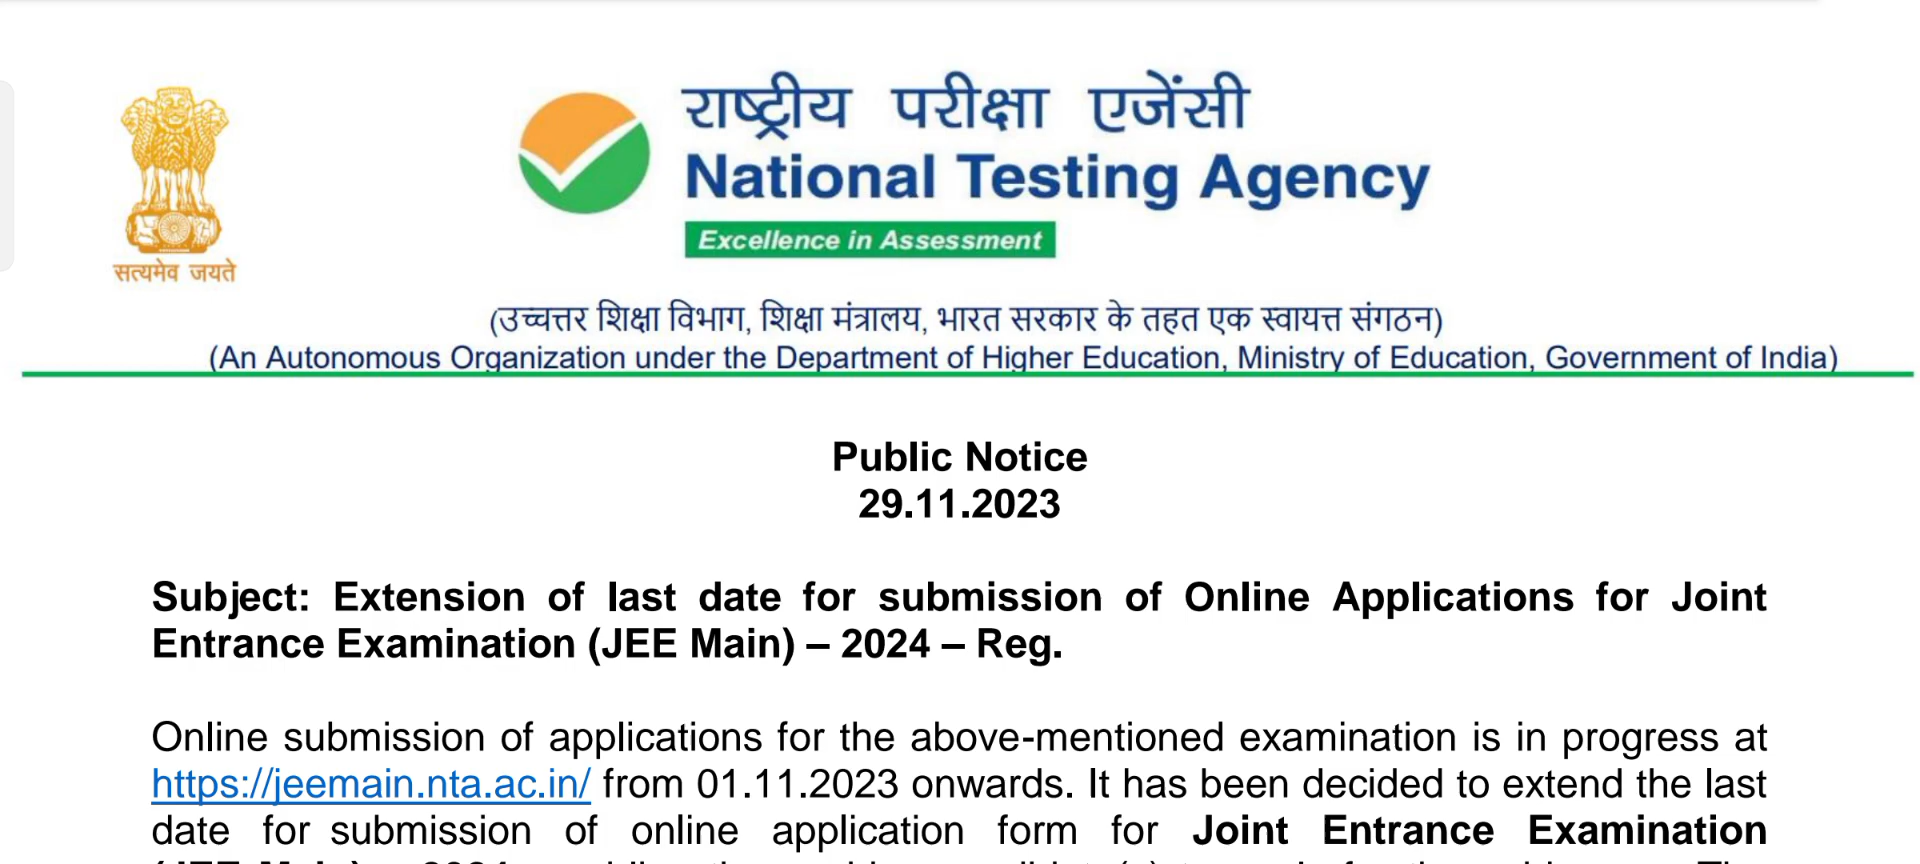 राष्ट्रीय परीक्षा एजेंसी
National Testing Agency
Excellence in Assessment
सत्यमेव जयते
(उच्चत्तर शिक्षा विभाग, शिक्षा मंत्रालय, भारत सरकार के तहत एक स्वायत्त संगठन)
(An Autonomous Organization under the Department of Higher Education, Ministry of Education, Government of India)
Public Notice
29.11.2023
Subject: Extension of last date for submission of Online Applications for Joint
Entrance Examination (JEE Main) – 2024 – Reg.
Online submission of applications for the above-mentioned examination is in progress at
https://jeemain.nta.ac.in/ from 01.11.2023 onwards. It has been decided to extend the last
date for submission of online application form for Joint Entrance Examination